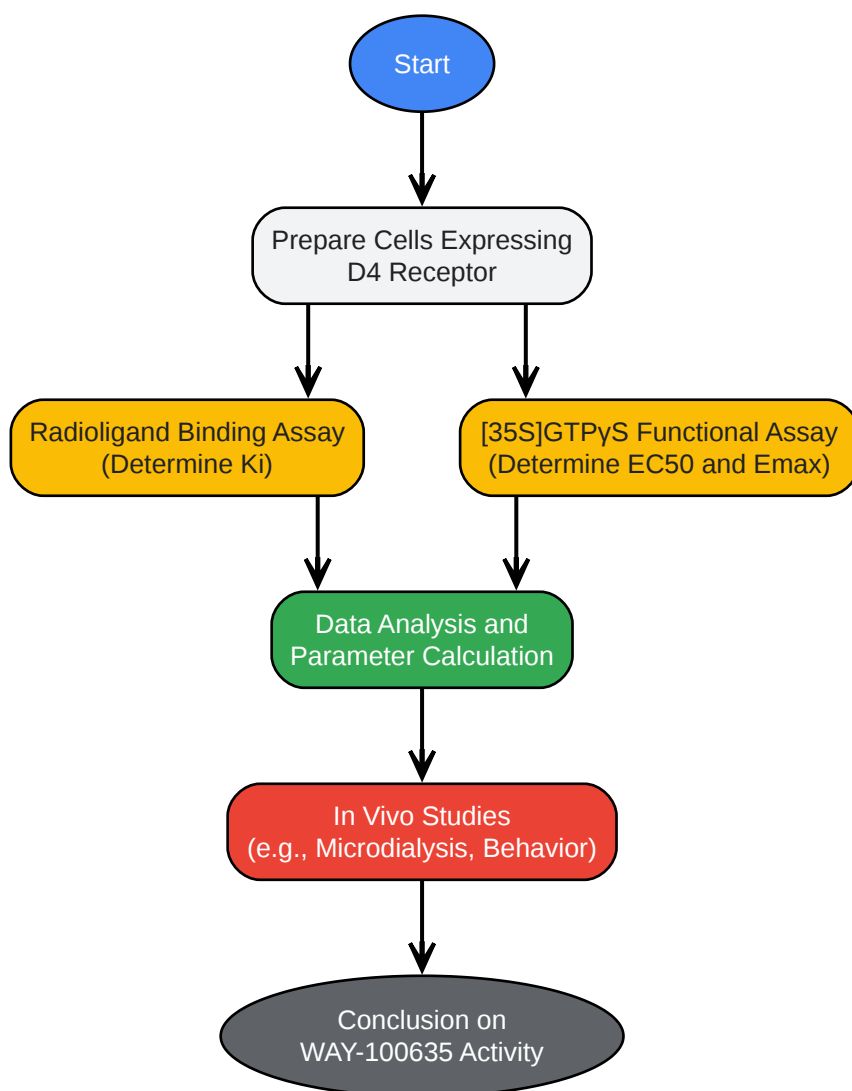 Start
Prepare Cells Expressing
D4 Receptor
Radioligand Binding Assay
(Determine Ki)
[35S]GTPγS Functional Assay
(Determine EC50 and Emax)
Data Analysis and
Parameter Calculation
In Vivo Studies
(e.g., Microdialysis, Behavior)
Conclusion on
WAY-100635 Activity